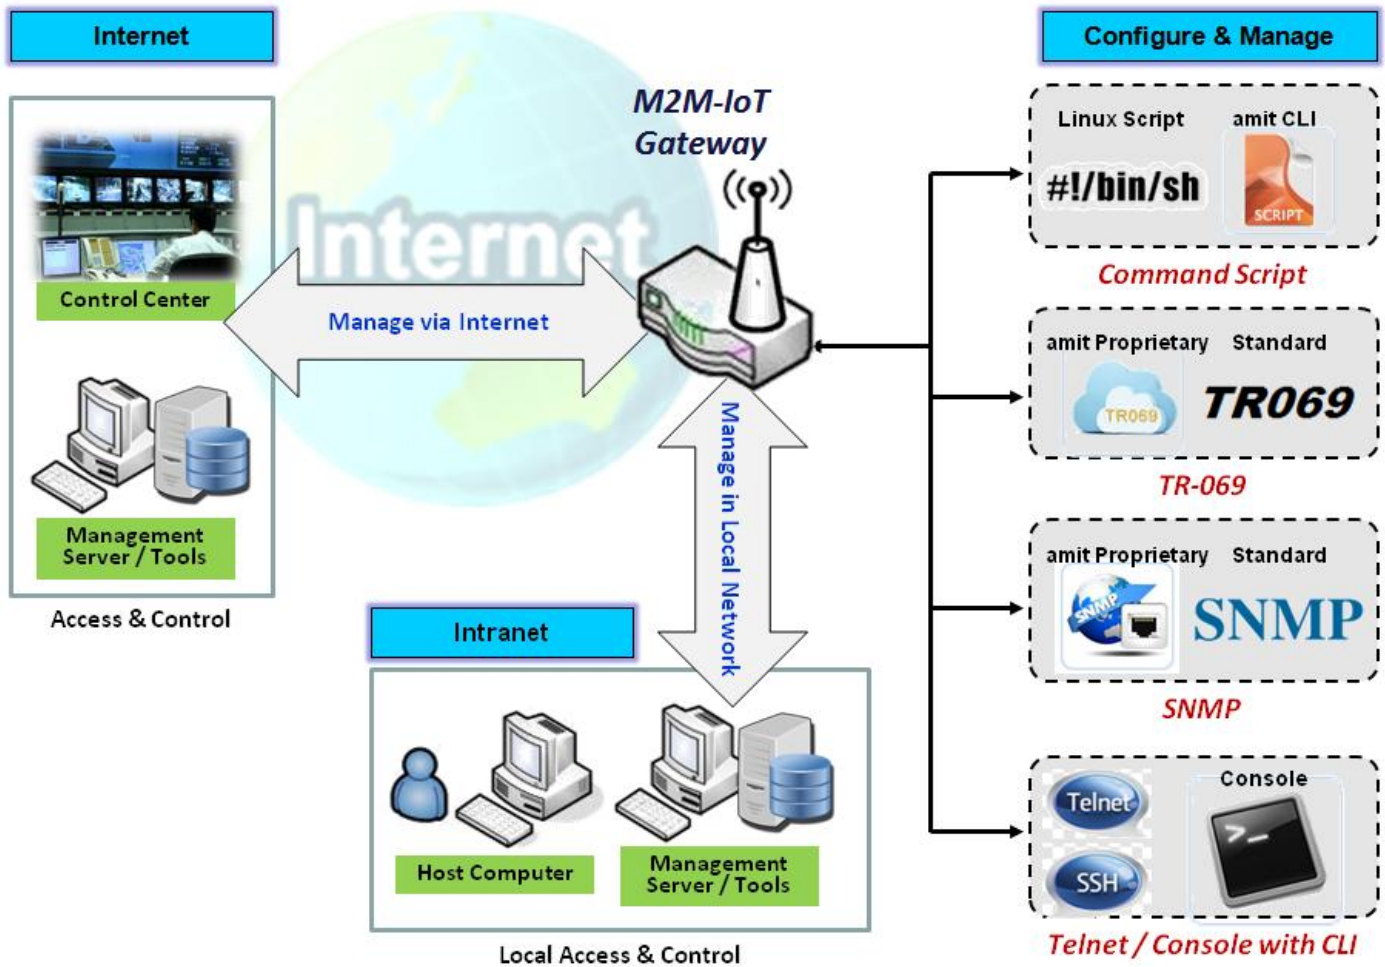 Internet
Configure & Manage
M2M-IoT
Gateway
Linux Script
amit CLI
#!/bin/sh
SCRIPT
Command Script
Internet
Control Center
Manage via Internet
amit Proprietary
Standard
TR069
TR069
TR-069
Management
Server / Tools
Access & Control
Manage in Local Network
amit Proprietary
Standard
SNMP
SNMP
SNMP
Intranet
Host Computer
Management
Server / Tools
Local Access & Control
Telnet
SSH
Console
>_
Telnet / Console with CLI